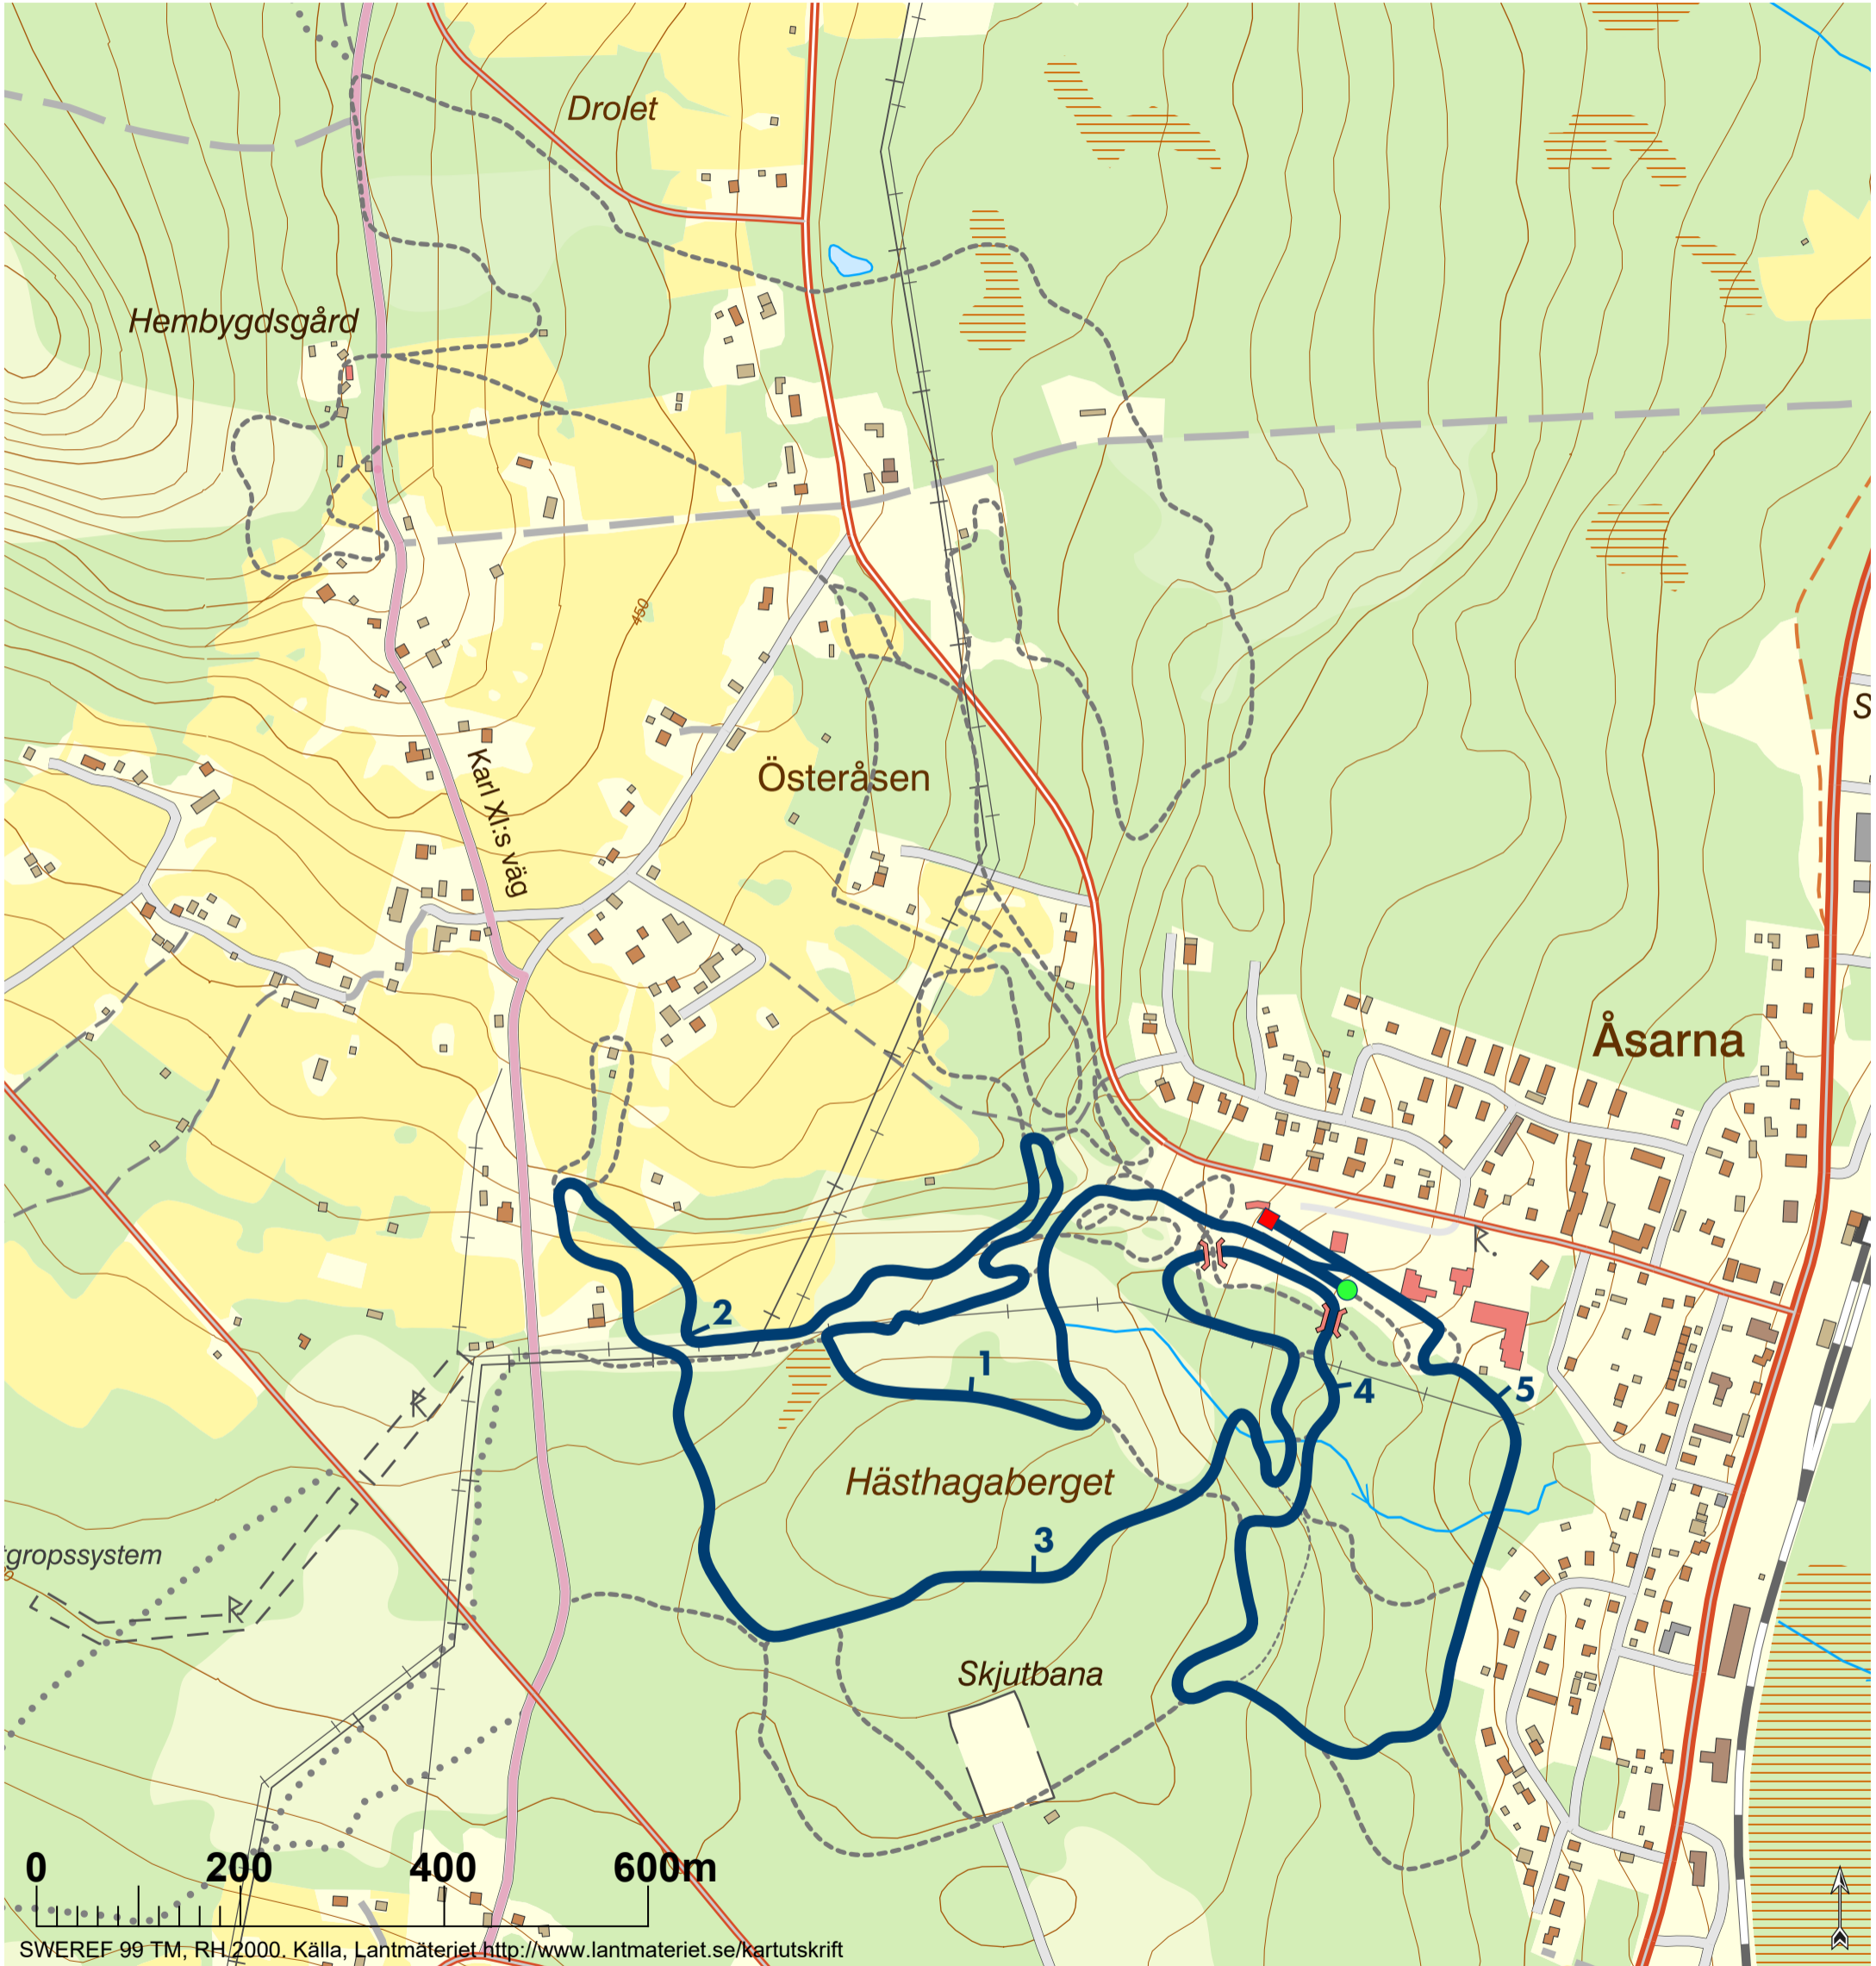 Drolet
Hembygdsgård
450
Karl XI:s väg
Österåsen
Åsarna
S
R.
2
1
4
5
R
Hästhagaberget
3
gropssystem
R
Skjutbana
0 200 400 600m
SWEREF 99 TM, RH 2000. Källa, Lantmäteriet http://www.lantmateriet.se/kartutskrift